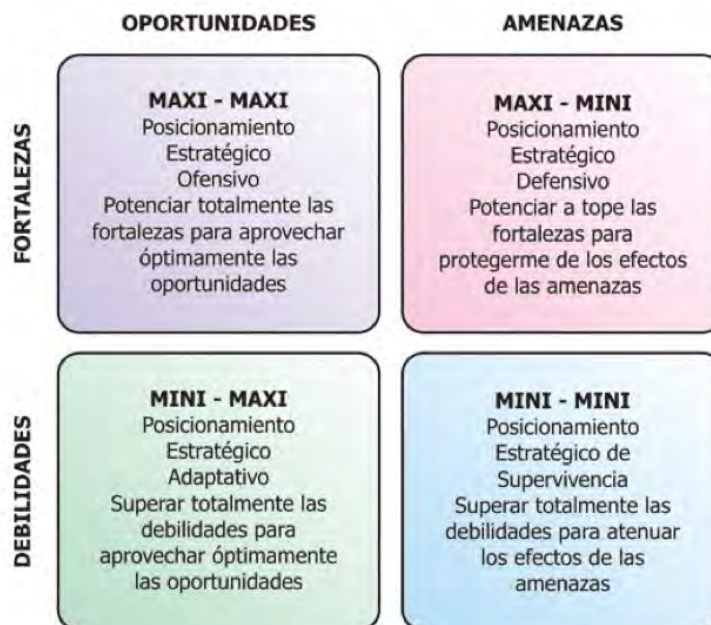 OPORTUNIDADES
AMENAZAS
FORTALEZAS
MAXI - MAXI
Posicionamiento
Estratégico
Ofensivo
Potenciar totalmente las
fortalezas para aprovechar
óptimamente las
oportunidades
MAXI - MINI
Posicionamiento
Estratégico
Defensivo
Potenciar a tope las
fortalezas para
protegerme de los efectos
de las amenazas
DEBILIDADES
MINI - MAXI
Posicionamiento
Estratégico
Adaptativo
Superar totalmente las
debilidades para
aprovechar óptimamente
las oportunidades
MINI - MINI
Posicionamiento
Estratégico de
Supervivencia
Superar totalmente las
debilidades para atenuar
los efectos de las
amenazas